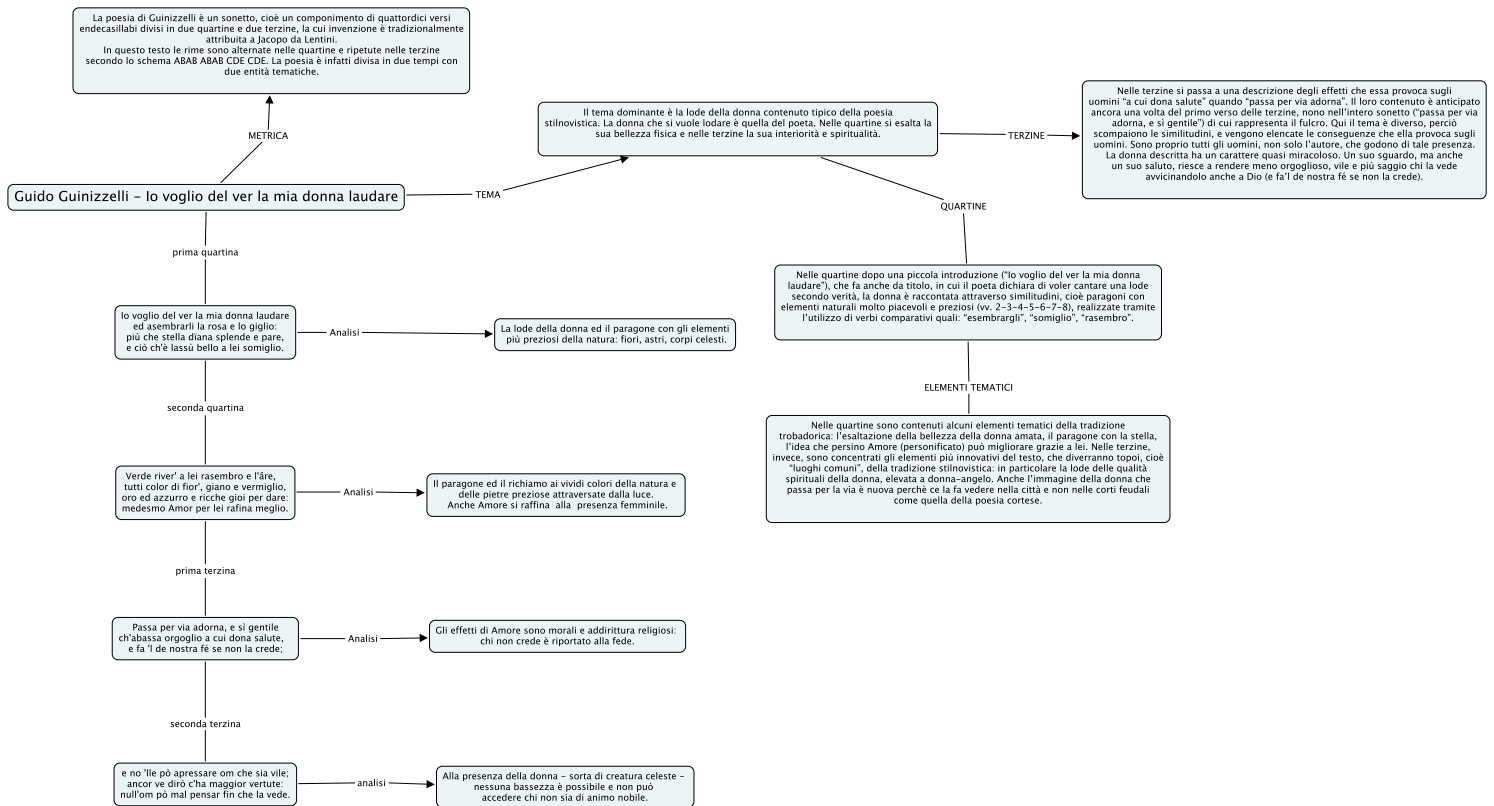 La poesia di Guinizzelli è un sonetto, cioè un componimento di quattordici versi
endecasillabi divisi in due quartine e due terzine, la cui invenzione è tradizionalmente
attribuita a Jacopo da Lentini.
In questo testo le rime sono alternate nelle quartine e ripetute nelle terzine
secondo lo schema ABAB ABAB CDE CDE. La poesia è infatti divisa in due tempi con
due entità tematiche.
METRICA
Guido Guinizzelli - Io voglio del ver la mia donna laudare
TEMA
Il tema dominante è la lode della donna contenuto tipico della poesia
stilnovistica. La donna che si vuole lodare è quella del poeta. Nelle quartine si esalta la
sua bellezza fisica e nelle terzine la sua interiorità e spiritualità.
TERZINE
Nelle terzine si passa a una descrizione degli effetti che essa provoca sugli
uomini “a cui dona salute” quando “passa per via adorna”. Il loro contenuto è anticipato
ancora una volta del primo verso delle terzine, nono nell’intero sonetto (“passa per via
adorna, e sì gentile”) di cui rappresenta il fulcro. Qui il tema è diverso, perciò
scompaiono le similitudini, e vengono elencate le conseguenze che ella provoca sugli
uomini. Sono proprio tutti gli uomini, non solo l’autore, che godono di tale presenza.
La donna descritta ha un carattere quasi miracoloso. Un suo sguardo, ma anche
un suo saluto, riesce a rendere meno orgoglioso, vile e più saggio chi la vede
avvicinandolo anche a Dio (e fa’l de nostra fé se non la crede).
QUARTINE
Nelle quartine dopo una piccola introduzione (“Io voglio del ver la mia donna
laudare”), che fa anche da titolo, in cui il poeta dichiara di voler cantare una lode
secondo verità, la donna è raccontata attraverso similitudini, cioè paragoni con
elementi naturali molto piacevoli e preziosi (vv. 2-3-4-5-6-7-8), realizzate tramite
l’utilizzo di verbi comparativi quali: “esembrargli”, “somiglio”, “rasembro”.
ELEMENTI TEMATICI
Nelle quartine sono contenuti alcuni elementi tematici della tradizione
trobadorica: l’esaltazione della bellezza della donna amata, il paragone con la stella,
l’idea che persino Amore (personificato) può migliorare grazie a lei. Nelle terzine,
invece, sono concentrati gli elementi più innovativi del testo, che diverranno topoi, cioè
“luoghi comuni”, della tradizione stilnovistica: in particolare la lode delle qualità
spirituali della donna, elevata a donna-angelo. Anche l’immagine della donna che
passa per la via è nuova perchè ce la fa vedere nella città e non nelle corti feudali
come quella della poesia cortese.
prima quartina
Io voglio del ver la mia donna laudare
ed asembrarli la rosa e lo giglio:
più che stella dïana splende e pare,
e ciò ch'è lassù bello a lei somiglio.
Analisi
La lode della donna ed il paragone con gli elementi
più preziosi della natura: fiori, astri, corpi celesti.
seconda quartina
Verde river' a lei rasembro e l'âre,
tutti color di fior', giano e vermiglio,
oro ed azzurro e ricche gioi per dare:
medesmo Amor per lei rafina meglio.
Analisi
Il paragone ed il richiamo ai vividi colori della natura e
delle pietre preziose attraversate dalla luce.
Anche Amore si raffina alla presenza femminile.
prima terzina
Passa per via adorna, e sì gentile
ch'abassa orgoglio a cui dona salute,
e fa 'l de nostra fé se non la crede;
Analisi
Gli effetti di Amore sono morali e addirittura religiosi:
chi non crede è riportato alla fede.
seconda terzina
e no 'lle pò apressare om che sia vile;
ancor ve dirò c'ha maggior vertute:
null'om pò mal pensar fin che la vede.
analisi
Alla presenza della donna - sorta di creatura celeste -
nessuna bassezza è possibile e non può
accedere chi non sia di animo nobile.